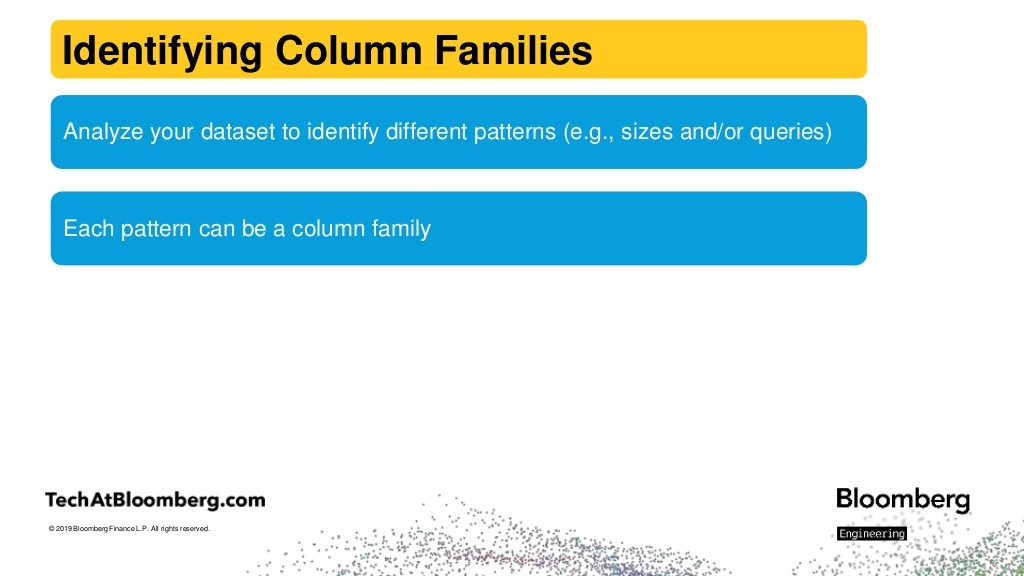 Identifying Column Families
Analyze your dataset to identify different patterns (e.g., sizes and/or queries)
Each pattern can be a column family
TechAtBloomberg.com
© 2019 Bloomberg Finance L.P. All rights reserved.
Bloomberg
Engineering